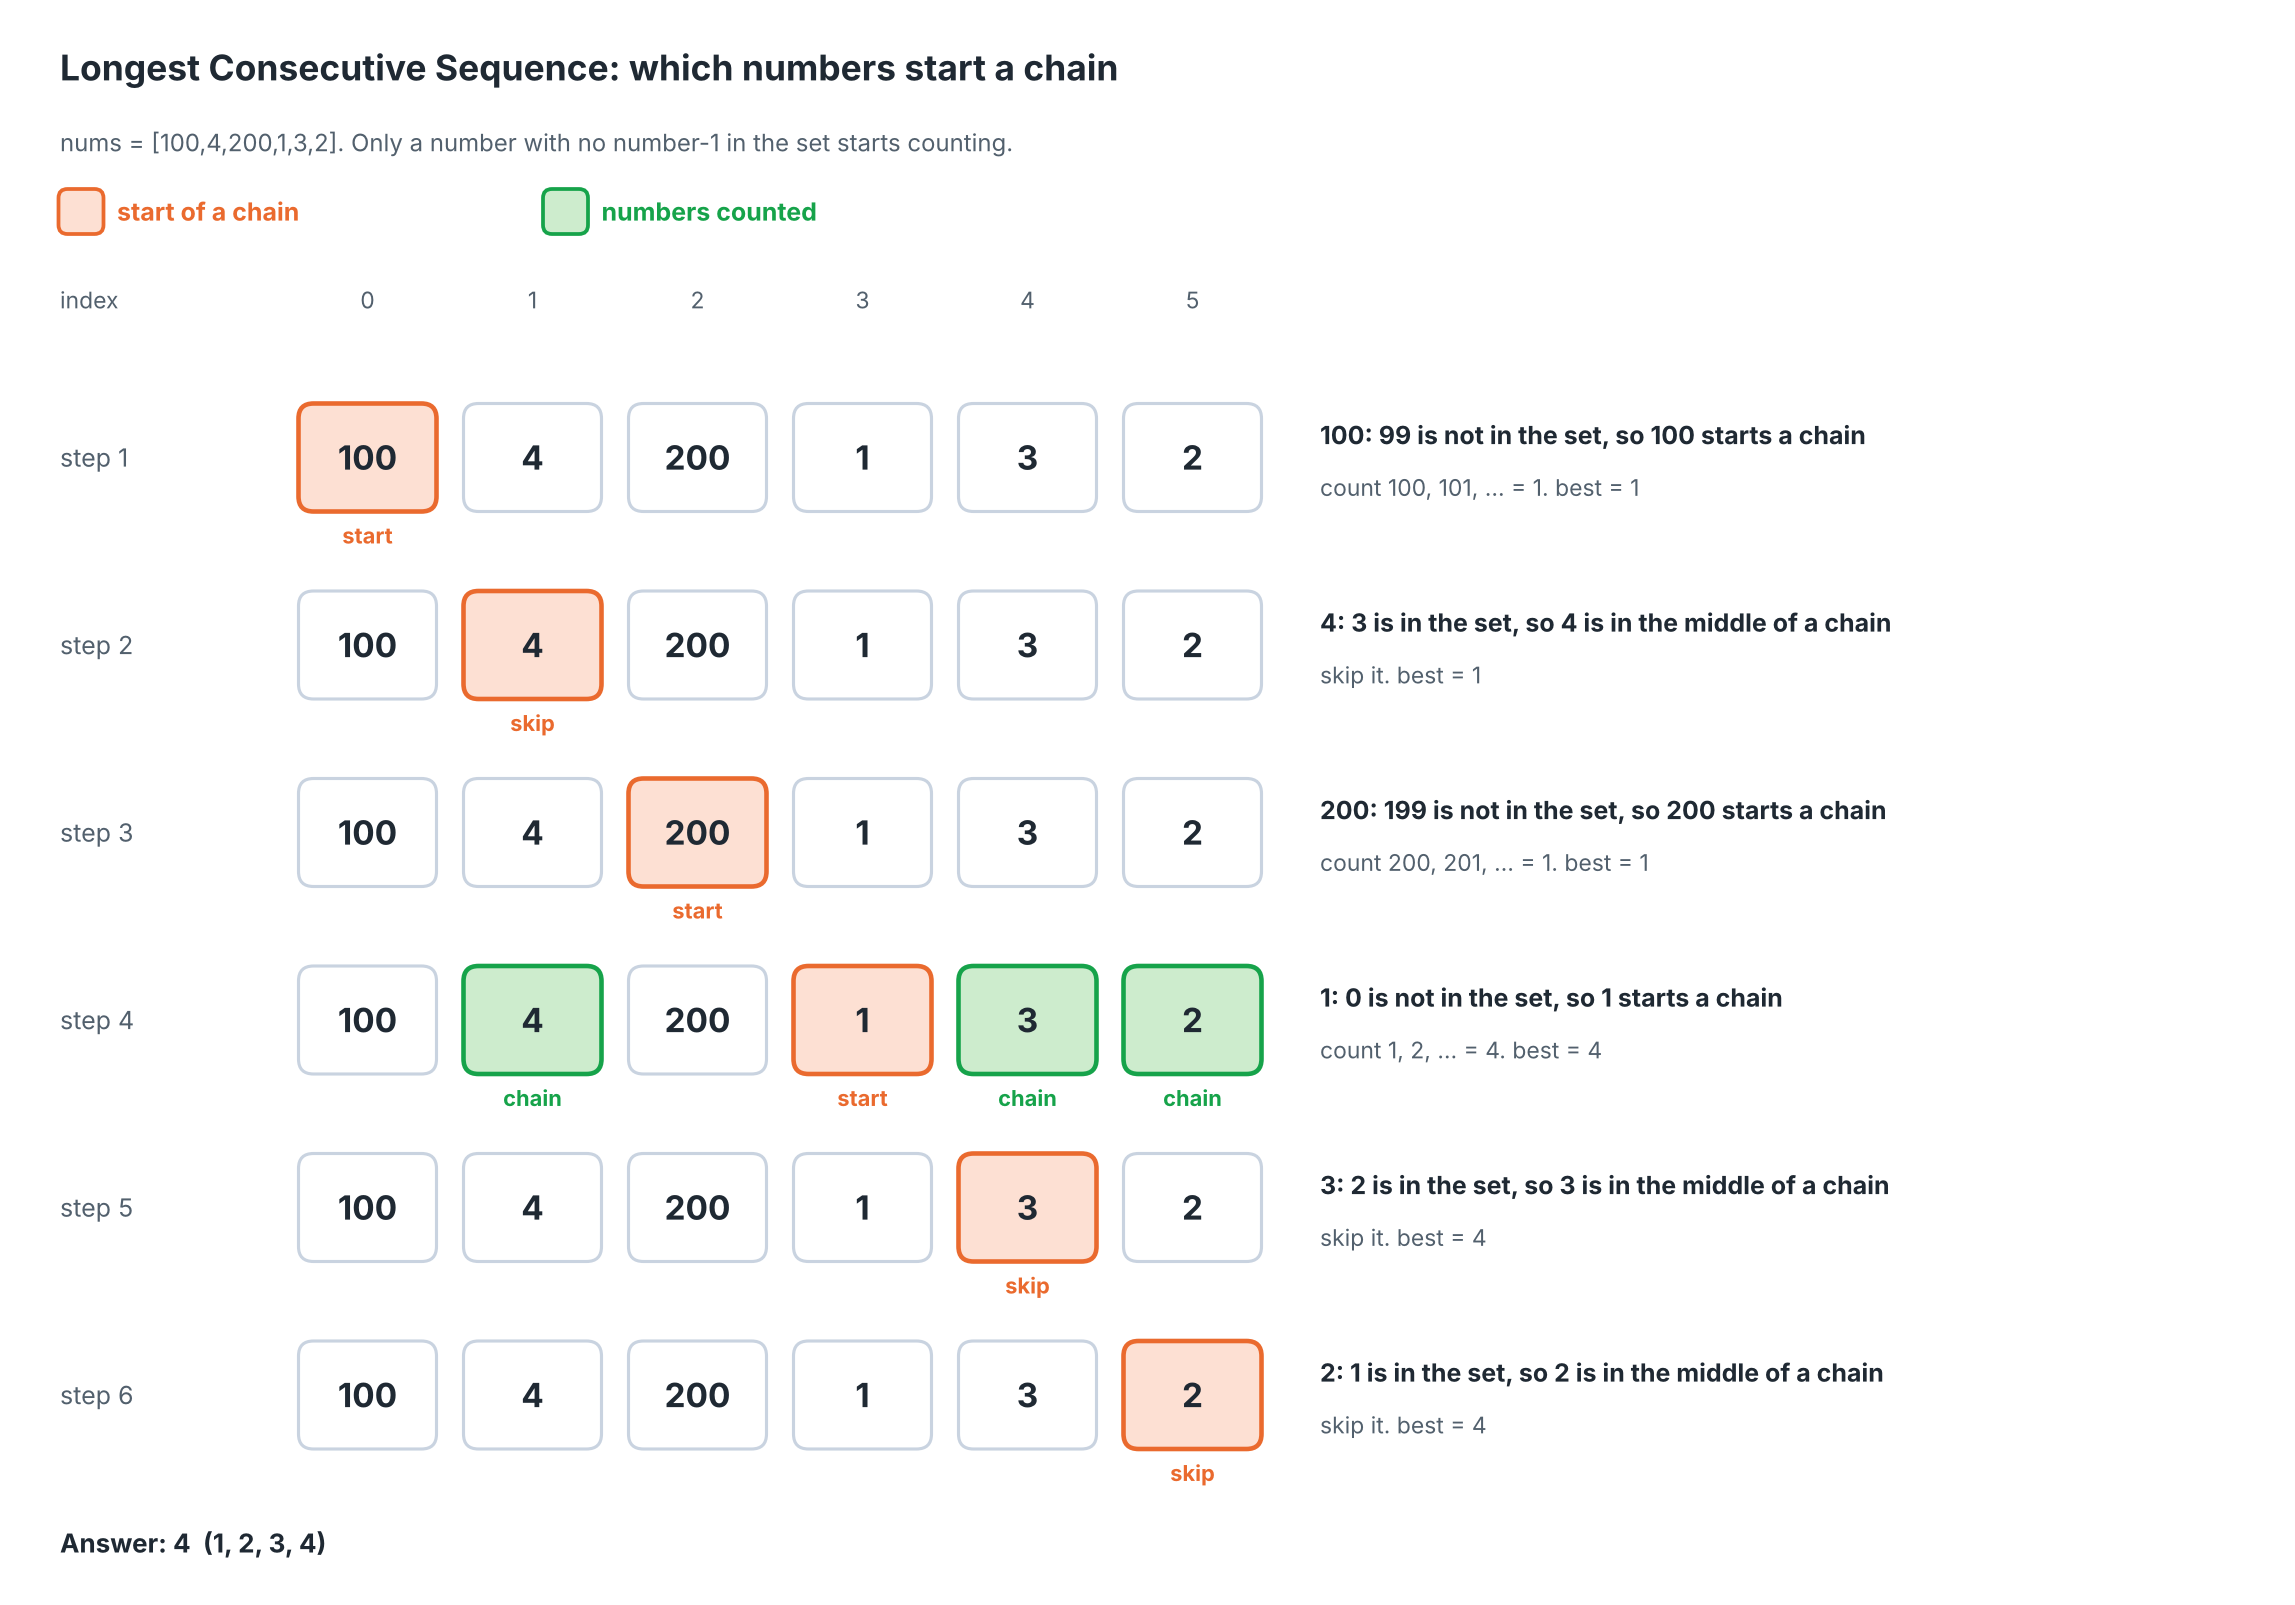 Longest Consecutive Sequence: which numbers start a chain
nums = [100,4,200,1,3,2]. Only a number with no number-1 in the set starts counting.
start of a chain numbers counted
index 0 1 2 3 4 5
step 1 100 4 200 1 3 2
100: 99 is not in the set, so 100 starts a chain
count 100, 101, ... = 1. best = 1
start
step 2 100 4 200 1 3 2
4: 3 is in the set, so 4 is in the middle of a chain
skip it. best = 1
skip
step 3 100 4 200 1 3 2
200: 199 is not in the set, so 200 starts a chain
count 200, 201, ... = 1. best = 1
start
step 4 100 4 200 1 3 2
1: 0 is not in the set, so 1 starts a chain
count 1, 2, ... = 4. best = 4
chain start chain chain
step 5 100 4 200 1 3 2
3: 2 is in the set, so 3 is in the middle of a chain
skip it. best = 4
skip
step 6 100 4 200 1 3 2
2: 1 is in the set, so 2 is in the middle of a chain
skip it. best = 4
skip
Answer: 4 (1, 2, 3, 4)